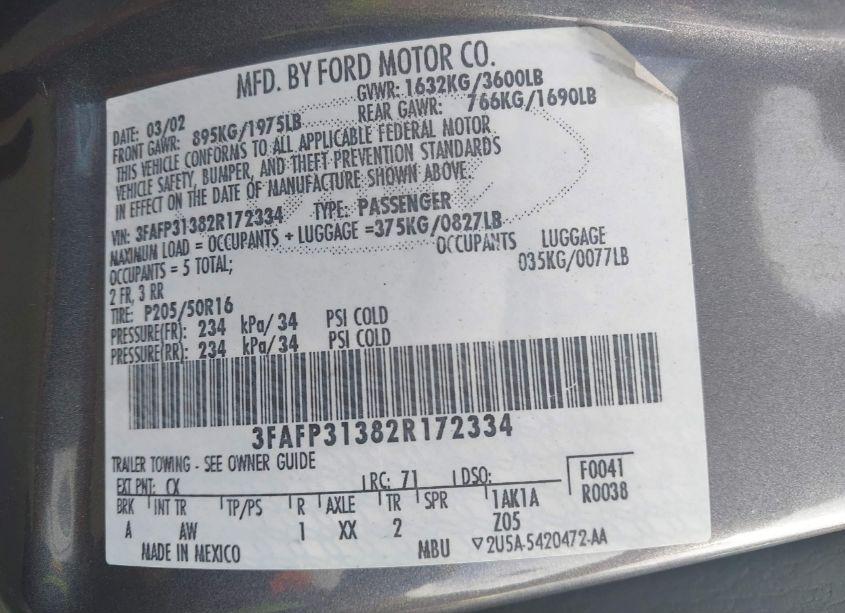 MFD. BY FORD MOTOR CO.
DATE: 03/02 GVWR: 1632KG/3600LB
FRONT GAWR: 895KG/1975LB REAR GAWR: 766KG/1690LB
THIS VEHICLE CONFORMS TO ALL APPLICABLE FEDERAL MOTOR
VEHICLE SAFETY, BUMPER, AND THEFT PREVENTION STANDARDS
IN EFFECT ON THE DATE OF MANUFACTURE SHOWN ABOVE.
VIN: 3FAFP31382R172334 TYPE: PASSENGER
MAXIMUM LOAD = OCCUPANTS + LUGGAGE =375KG/0827LB
OCCUPANTS = 5 TOTAL; OCCUPANTS LUGGAGE
2 FR, 3 RR 035KG/0077LB
TIRE: P205/50R16
PRESSURE(FR): 234 kPa/34 PSI COLD
PRESSURE(RR): 234 kPa/34 PSI COLD
3FAFP31382R172334
TRAILER TOWING - SEE OWNER GUIDE
EXT PNT: CX RC: 71 DSO: F0041
BRK INT TR TP/PS R AXLE TR SPR 1AK1A R0038
A AW 1 XX 2 Z05
MADE IN MEXICO MBU ▽2U5A-5420472-AA